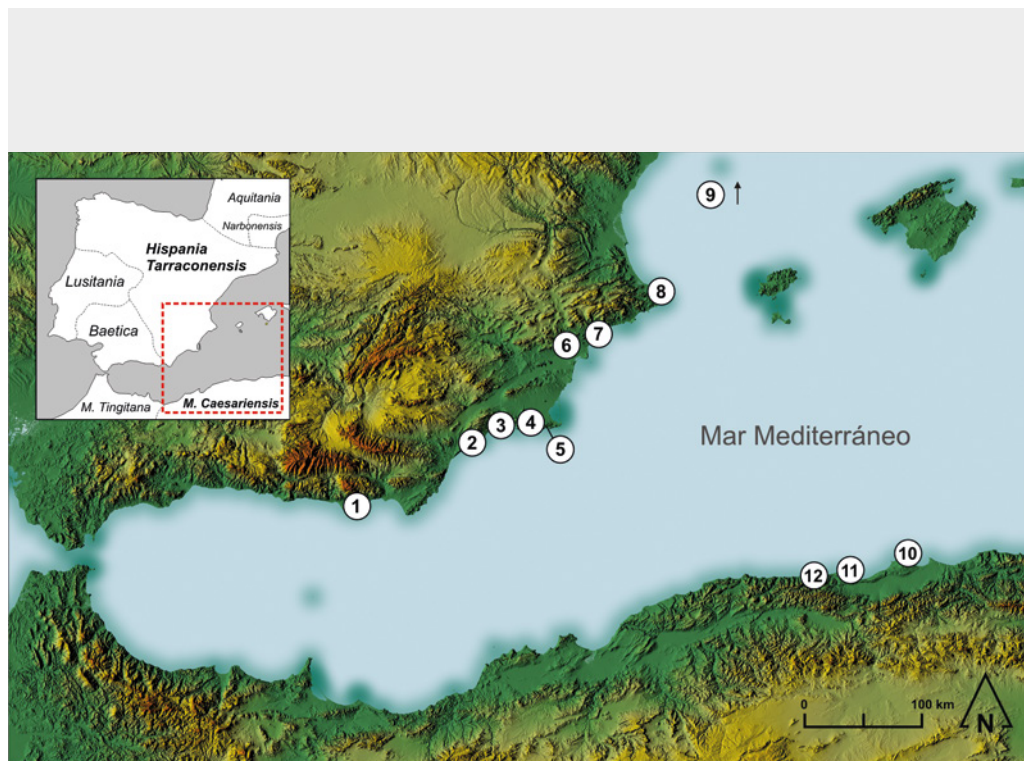 Aquitania
Narbonensis
Hispania
Tarraconensis
Lusitania
Baetica
M. Tingitana
M. Caesariensis
9
8
7
6
3
4
2
5
Mar Mediterráneo
1
10
11
12
0
100 km
N